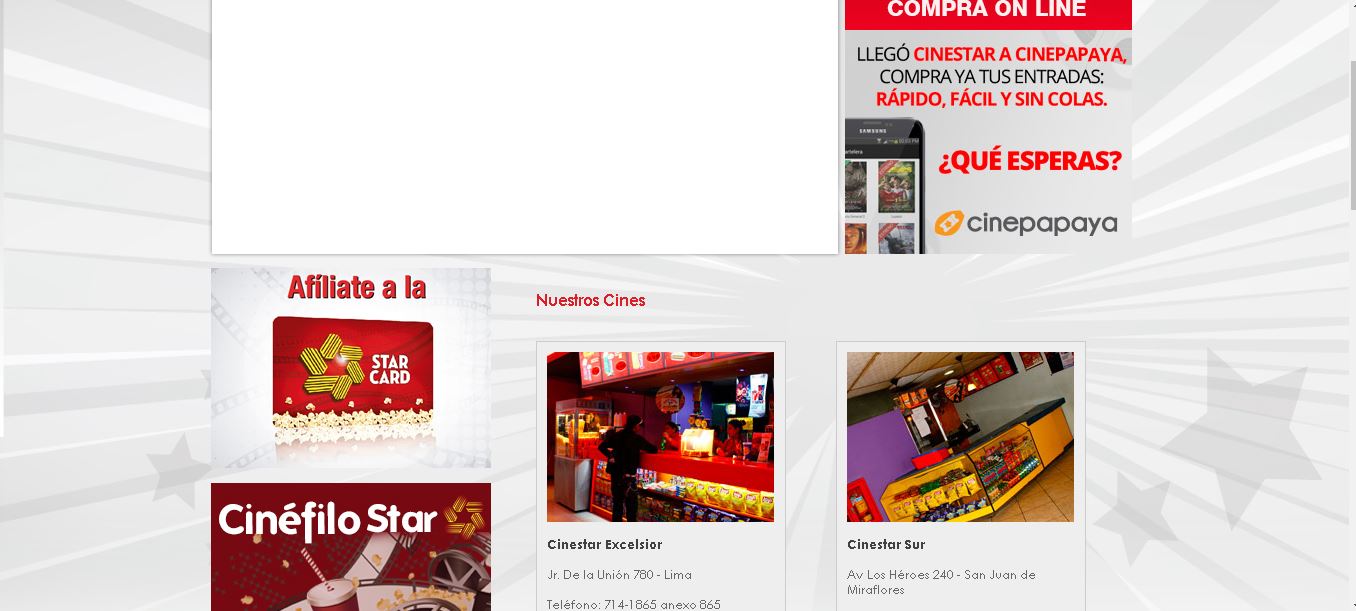 COMPRA ON LINE
LLEGÓ CINESTAR A CINEPAPAYA,
COMPRA YA TUS ENTRADAS:
RÁPIDO, FÁCIL Y SIN COLAS.
SAMSUNG
¿QUÉ ESPERAS?
cinepapaya
Afíliate a la
STAR
CARD
Cinéfilo Star
Nuestros Cines
Cinestar Excelsior
Jr. De la Unión 780 - Lima
Teléfono: 714-1865 anexo 865
Cinestar Sur
Av Los Héroes 240 - San Juan de
Miraflores